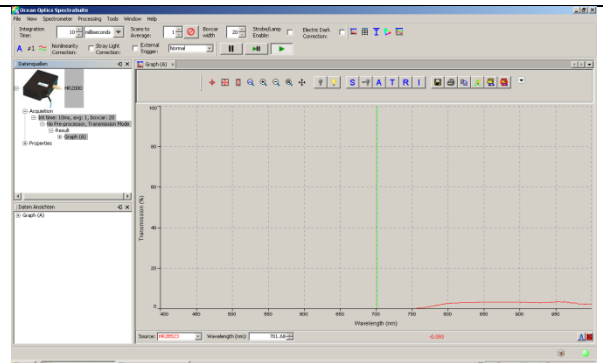 Ocean Optics SpectraSuite
File View Spectrometer Processing Tools Window Help
Integration Time: 10 milliseconds Scans to Average: 1 Boxcar width 20 Strobe/Lamp Enable: Electric Dark Correction:
Nonlinearity Correction: Stray Light Correction: External Trigger: Normal
Datenquellen
Graph (A)
S A T R I
Acquisition
Int time: 10ms, avg: 1, boxcar: 20
No Pre-processor, Transmission Mode
Result
Graph (A)
Properties
Daten Ansichten
Graph (A)
Transmission (%)
100
80
60
40
20
0
400 450 500 550 600 650 700 750 800 850 900 950
Wavelength (nm)
Source: Wavelength (nm): 701.68 -0.093